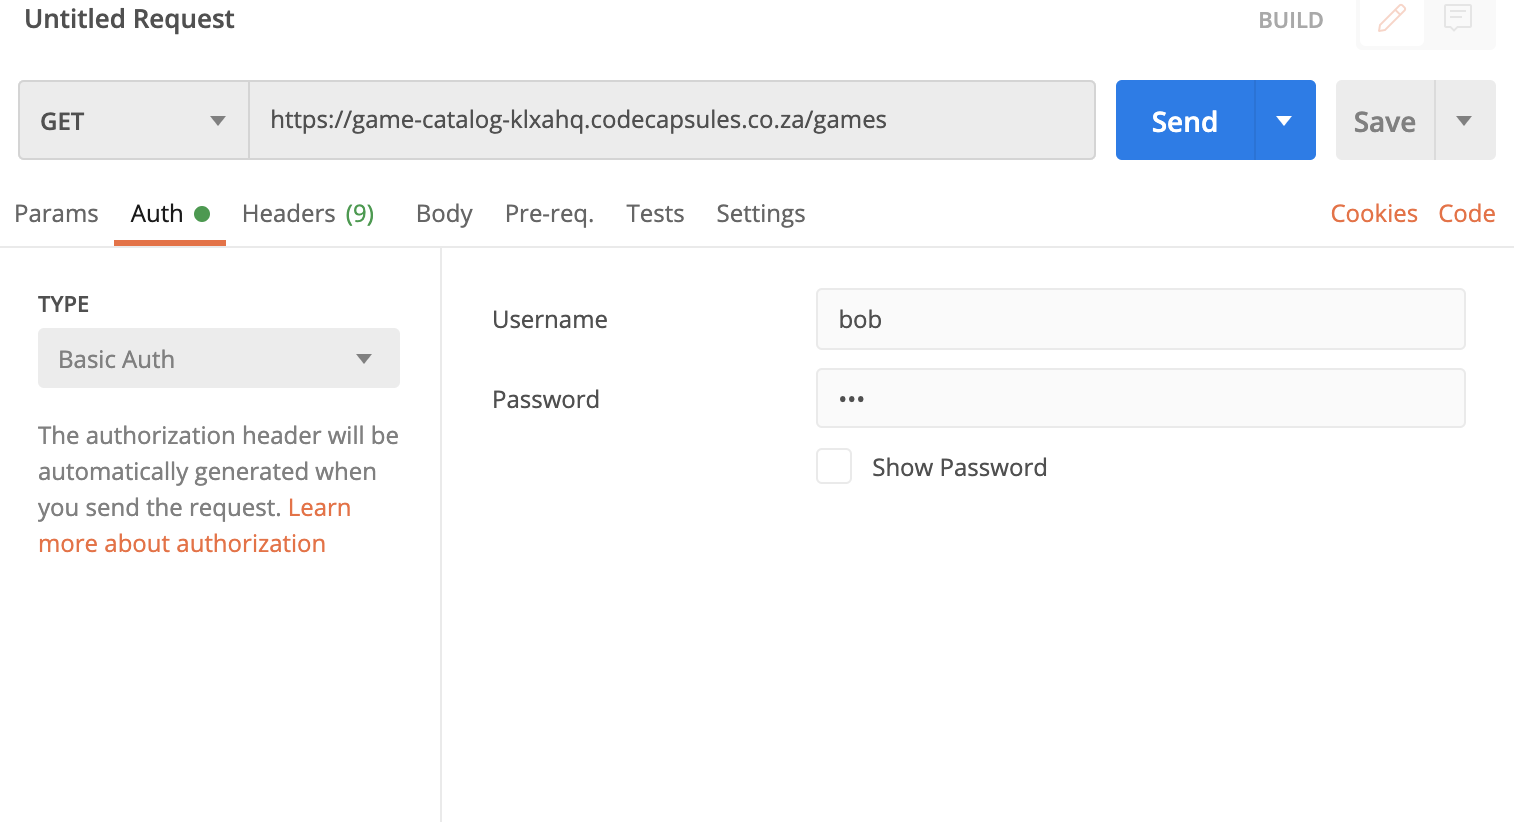 Untitled Request
BUILD
GET
https://game-catalog-klxahq.codecapsules.co.za/games
Send
Save
Params
Auth
Headers (9)
Body
Pre-req.
Tests
Settings
Cookies
Code
TYPE
Basic Auth
The authorization header will be
automatically generated when
you send the request. Learn
more about authorization
Username
bob
Password
•••
Show Password